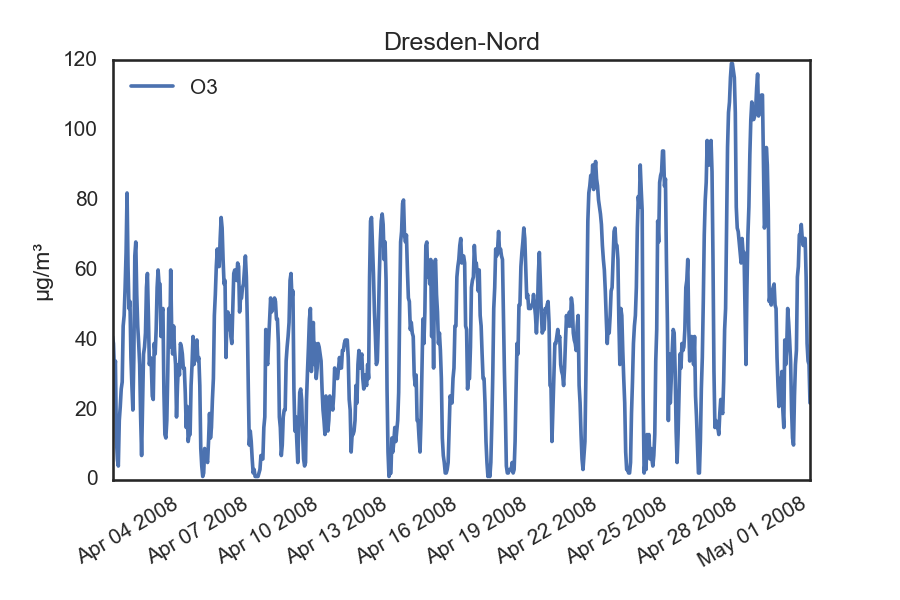 Dresden-Nord
120
100
80
60
40
20
0
µg/m³
O3
Apr 04 2008
Apr 07 2008
Apr 10 2008
Apr 13 2008
Apr 16 2008
Apr 19 2008
Apr 22 2008
Apr 25 2008
Apr 28 2008
May 01 2008